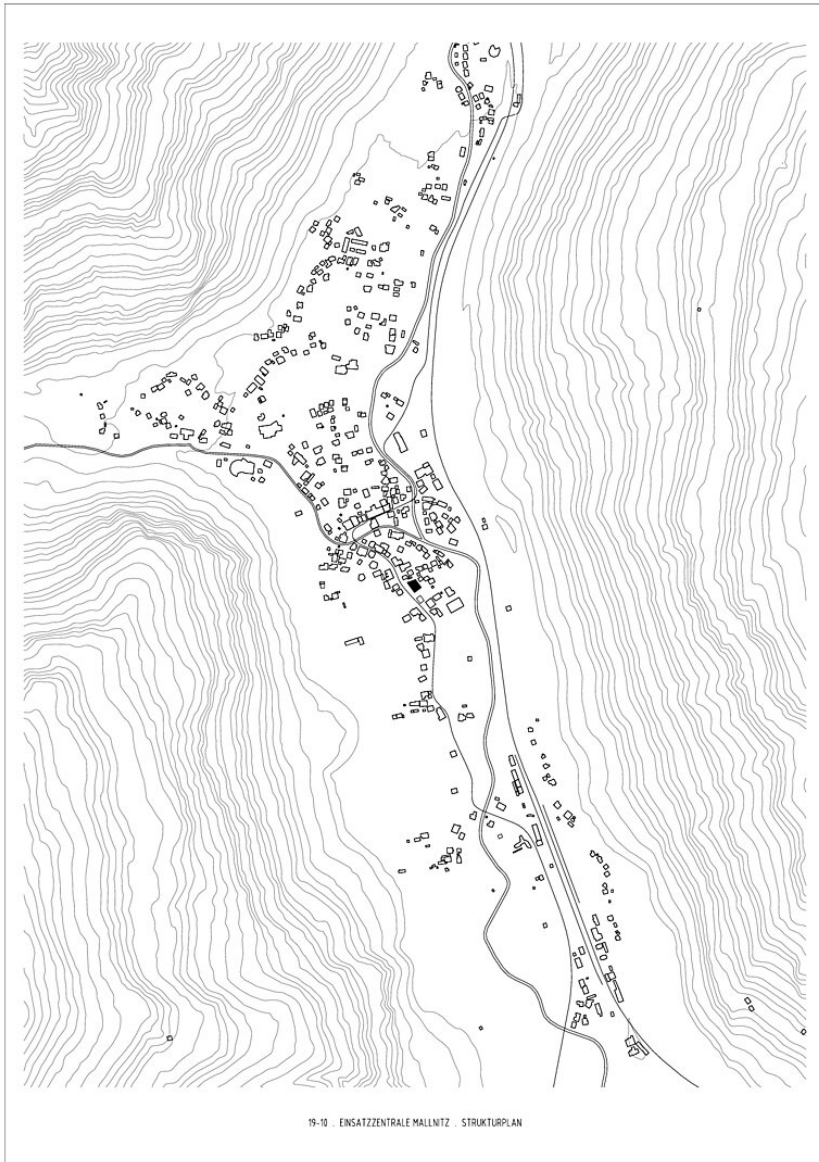 19-10 . EINSATZZENTRALE MALLNITZ . STRUKTURPLAN